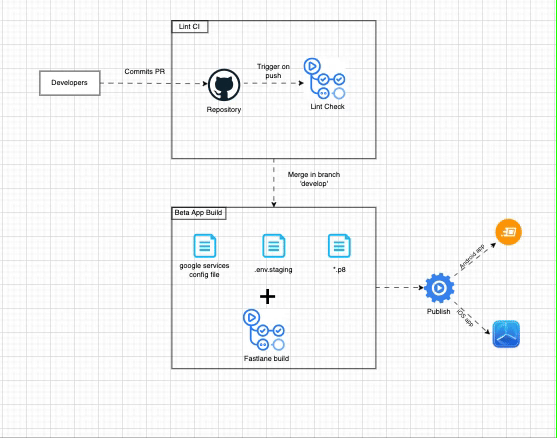 Lint CI
Developers
Commits PR
Repository
Trigger on
push
Lint Check
Merge in branch
'develop'
Beta App Build
google services
config file
.env.staging
*.p8
Fastlane build
Publish
Android app
iOS app